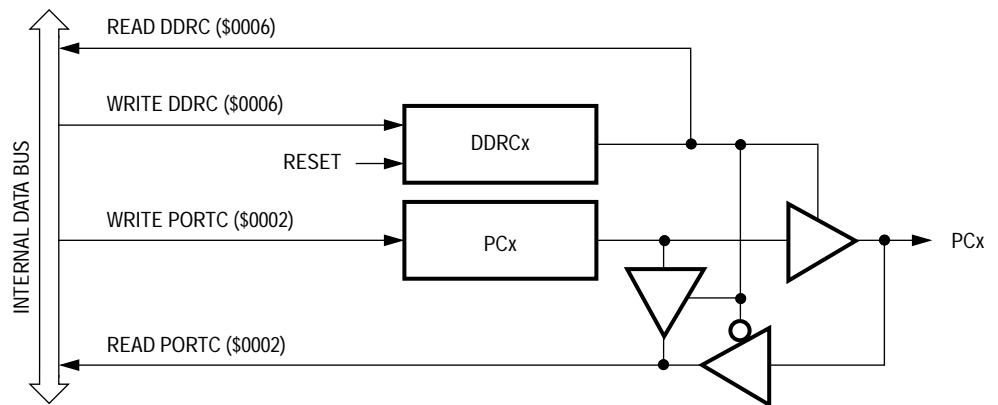 READ DDRC ($0006)
WRITE DDRC ($0006)
DDRCx
RESET
INTERNAL DATA BUS
WRITE PORTC ($0002)
PCx
PCx
READ PORTC ($0002)